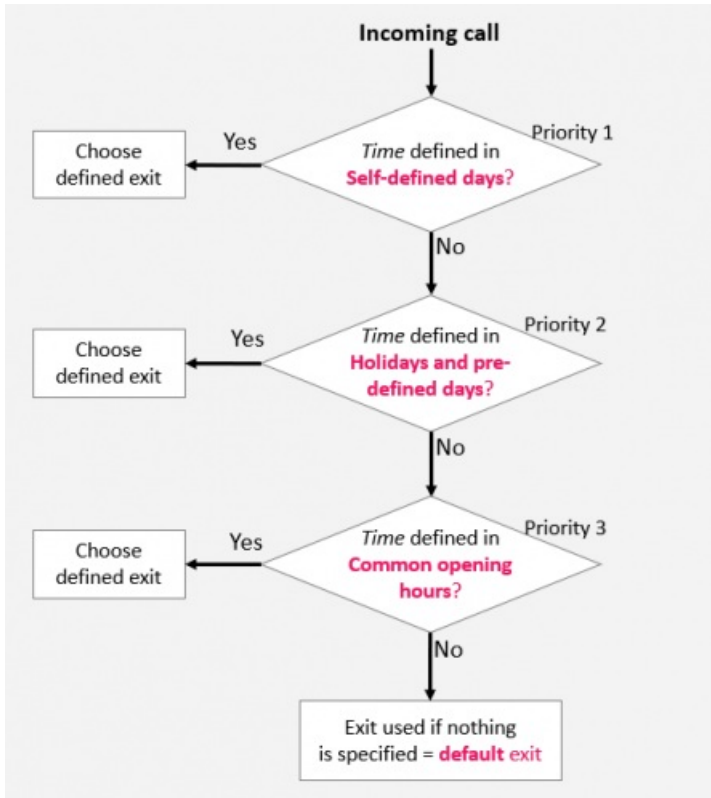 Incoming call
Priority 1
Yes
Choose
defined exit
Time defined in
Self-defined days?
No
Priority 2
Yes
Choose
defined exit
Time defined in
Holidays and pre-
defined days?
No
Priority 3
Yes
Choose
defined exit
Time defined in
Common opening
hours?
No
Exit used if nothing
is specified = default exit